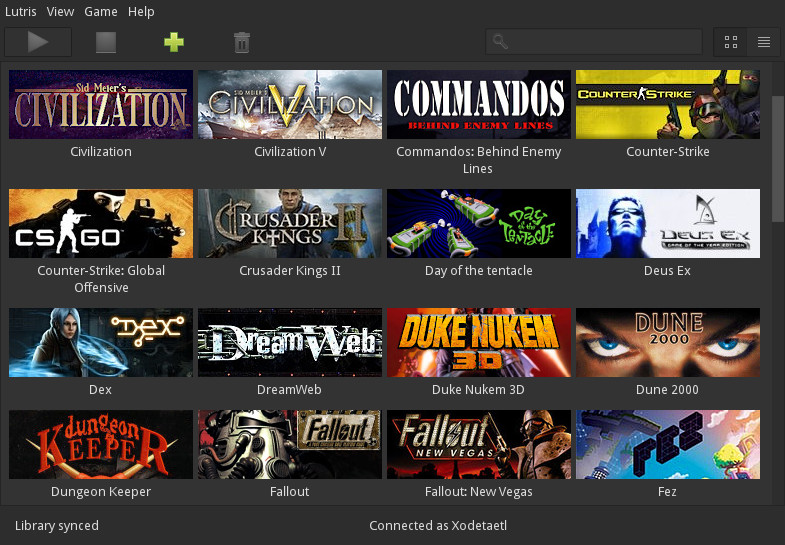 Lutris View Game Help
Sid Meier's
CIVILIZATION
SID MEIER'S
CIVILIZATION
V
COMMANDOS
BEHIND ENEMY LINES
COUNTER STRIKE
Civilization
Civilization V
Commandos: Behind Enemy
Lines
Counter-Strike
CS GO
CRUSADER
KINGS II
Day
of the
Tentacle
DEUS EX
GAME OF THE YEAR EDITION
Counter-Strike: Global
Offensive
Crusader Kings II
Day of the tentacle
Deus Ex
DEX
DREAMWEB
DUKE NUKEM
3D
DUNE
2000
Dex
DreamWeb
Duke Nukem 3D
Dune 2000
dungeon
KEEPER
Fallout
Fallout
NEW VEGAS
FEZ
Dungeon Keeper
Fallout
Fallout: New Vegas
Fez
Library synced
Connected as Xodetaetl